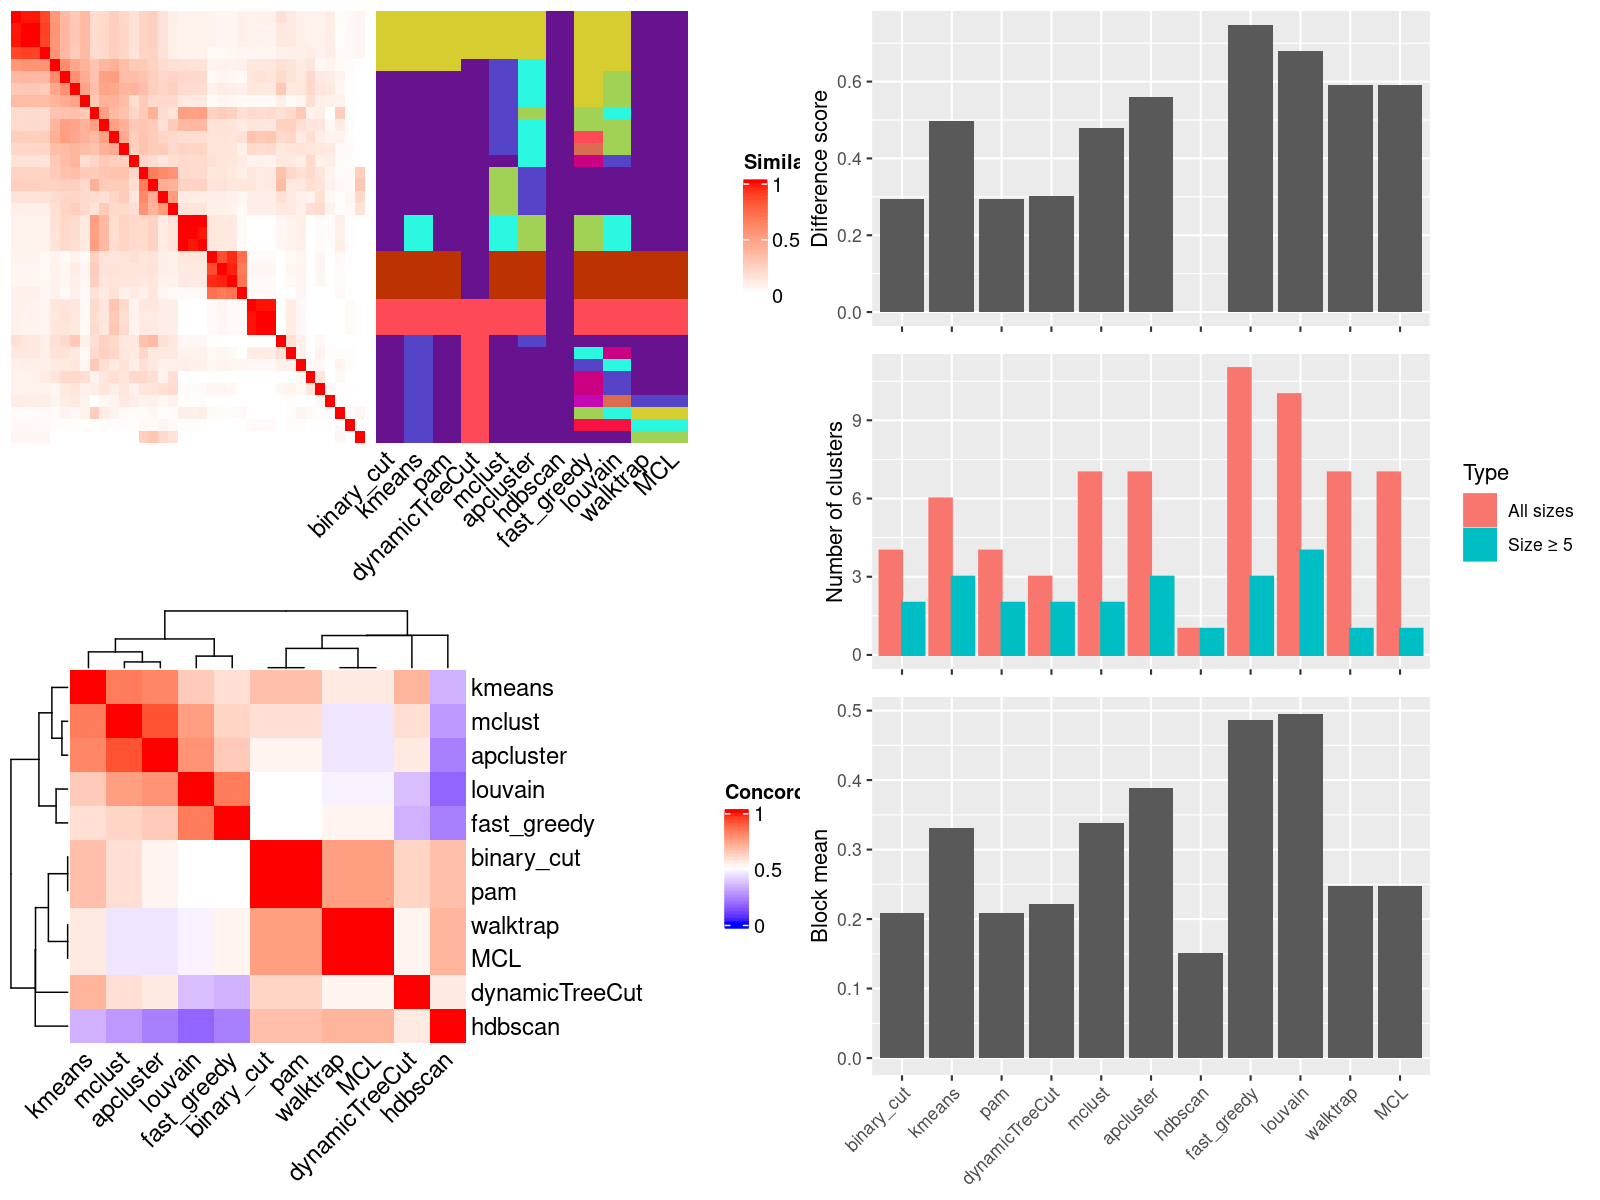 Simila
1
0.5
0
binary_cut
kmeans
pam
dynamicTreeCut
mclust
apcluster
hdbscan
fast_greedy
louvain
walktrap
MCL
Difference score
0.6
0.4
0.2
0.0
Number of clusters
9
6
3
0
Type
All sizes
Size ≥ 5
kmeans
mclust
apcluster
louvain
fast_greedy
binary_cut
pam
walktrap
MCL
dynamicTreeCut
hdbscan
kmeans
mclust
apcluster
louvain
fast_greedy
binary_cut
pam
walktrap
MCL
dynamicTreeCut
hdbscan
Concord
1
0.5
0
Block mean
0.5
0.4
0.3
0.2
0.1
0.0
binary_cut
kmeans
pam
dynamicTreeCut
mclust
apcluster
hdbscan
fast_greedy
louvain
walktrap
MCL